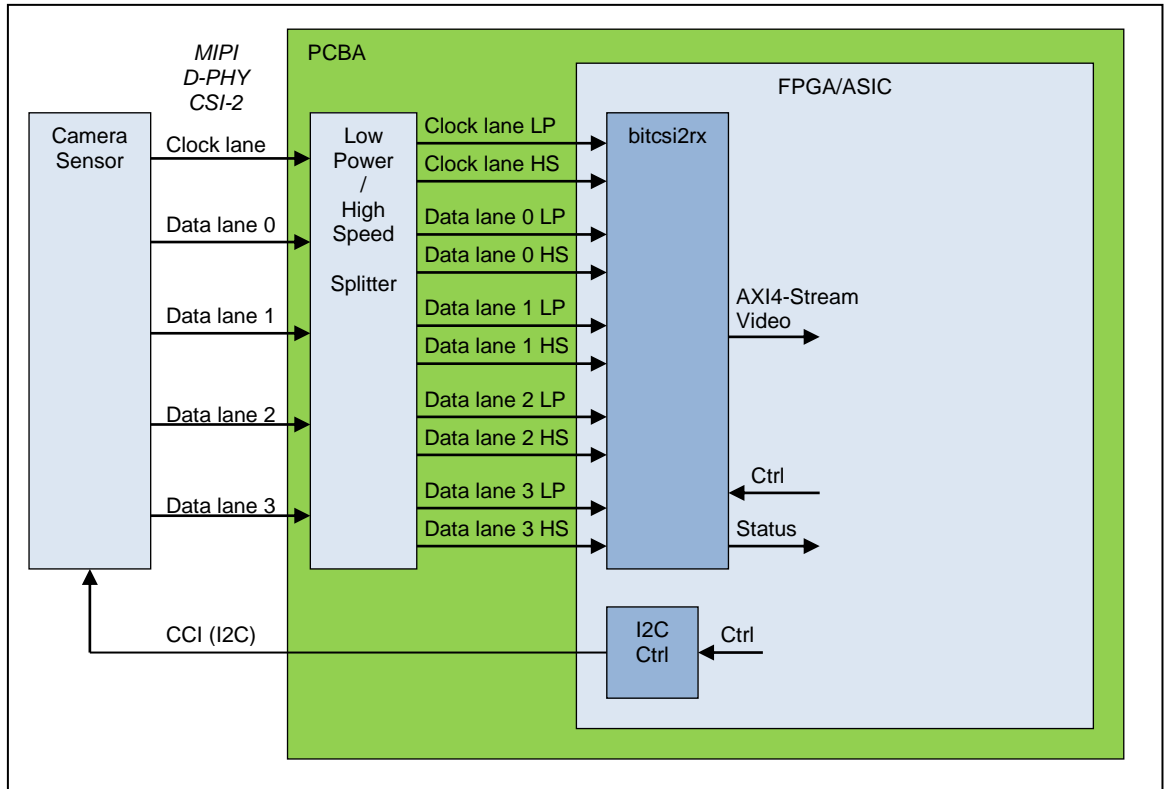 MIPI
D-PHY
CSI-2
PCBA
FPGA/ASIC
Camera
Sensor
Clock lane
Data lane 0
Data lane 1
Data lane 2
Data lane 3
Low
Power
/
High
Speed
Splitter
Clock lane LP
Clock lane HS
Data lane 0 LP
Data lane 0 HS
Data lane 1 LP
Data lane 1 HS
Data lane 2 LP
Data lane 2 HS
Data lane 3 LP
Data lane 3 HS
bitcsi2rx
AXI4-Stream
Video
Ctrl
Status
CCI (I2C)
I2C
Ctrl
Ctrl